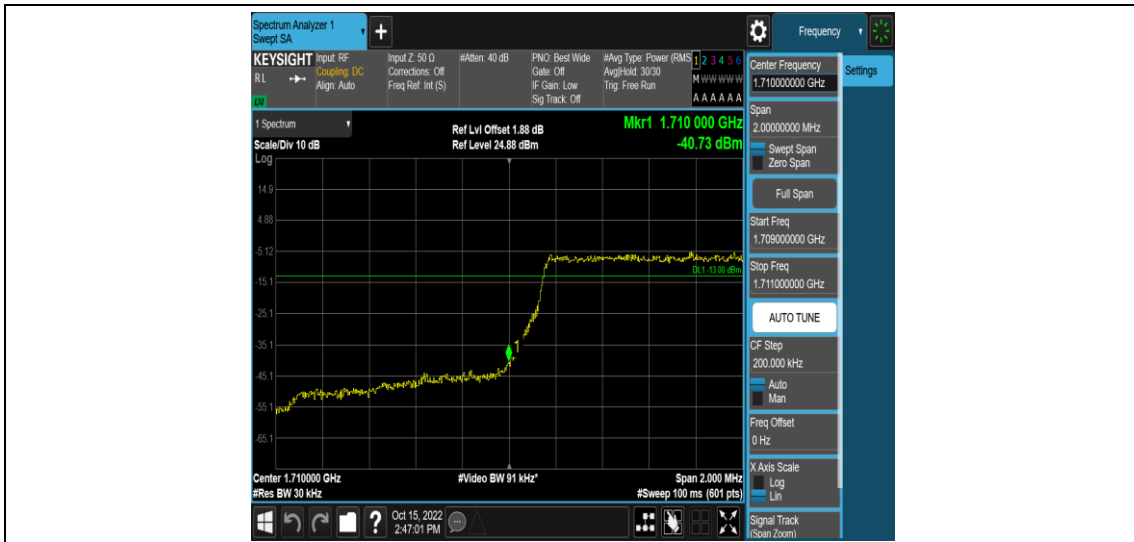 Spectrum Analyzer 1
Swept SA
+
Frequency
KEYSIGHT
RL
LXI
Input: RF
Coupling: DC
Align: Auto
Input Z: 50 Ω
Corrections: Off
Freq Ref: Int (S)
#Atten: 40 dB
PNO: Best Wide
Gate: Off
IF Gain: Low
Sig Track: Off
#Avg Type: Power (RMS
Avg|Hold: 30/30
Trig: Free Run
1 2 3 4 5 6
M W W W W W
A A A A A A
1 Spectrum
Scale/Div 10 dB
Log
Ref Lvl Offset 1.88 dB
Ref Level 24.88 dBm
Mkr1 1.710 000 GHz
-40.73 dBm
14.9
4.88
-5.12
-15.1
-25.1
-35.1
-45.1
-55.1
-65.1
DL1 -13.00 dBm
1
Center 1.710000 GHz
#Res BW 30 kHz
#Video BW 91 kHz*
Span 2.000 MHz
#Sweep 100 ms (601 pts)
?
Oct 15, 2022
2:47:01 PM
Center Frequency
1.710000000 GHz
Settings
Span
2.00000000 MHz
Swept Span
Zero Span
Full Span
Start Freq
1.709000000 GHz
Stop Freq
1.711000000 GHz
AUTO TUNE
CF Step
200.000 kHz
Auto
Man
Freq Offset
0 Hz
X Axis Scale
Log
Lin
Signal Track
(Span Zoom)